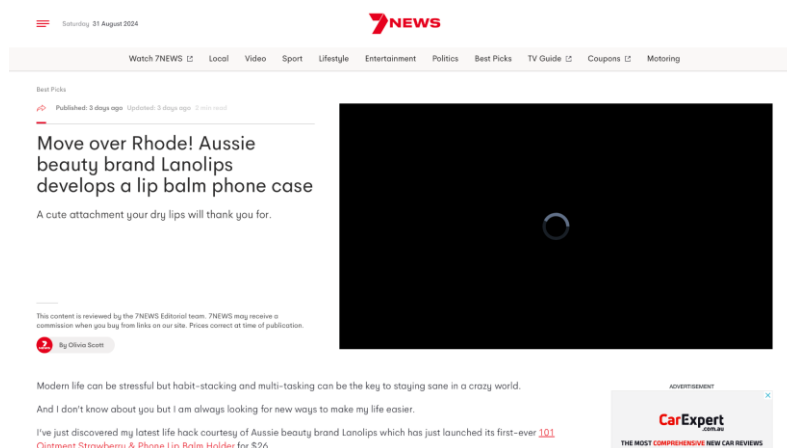 Saturday 31 August 2024
7NEWS
Watch 7NEWS Local Video Sport Lifestyle Entertainment Politics Best Picks TV Guide Coupons Motoring
Best Picks
Published: 3 days ago Updated: 3 days ago 3 min read
Move over Rhode! Aussie
beauty brand Lanolips
develops a lip balm phone case
A cute attachment your dry lips will thank you for.
This content is reviewed by the 7NEWS Editorial team. 7NEWS may receive a
commission when you buy from links on our site. Prices correct at time of publication.
By Olivia Scott
Modern life can be stressful but habit-stacking and multi-tasking can be the key to staying sane in a crazy world.
And I don't know about you but I am always looking for new ways to make my life easier.
I've just discovered my latest life hack courtesy of Aussie beauty brand Lanolips which has just launched its first-ever 101
Ointment Strawberry & Phone Lip Balm Holder for $26.
ADVERTISEMENT
CarExpert
.com.au
THE MOST COMPREHENSIVE NEW CAR REVIEWS